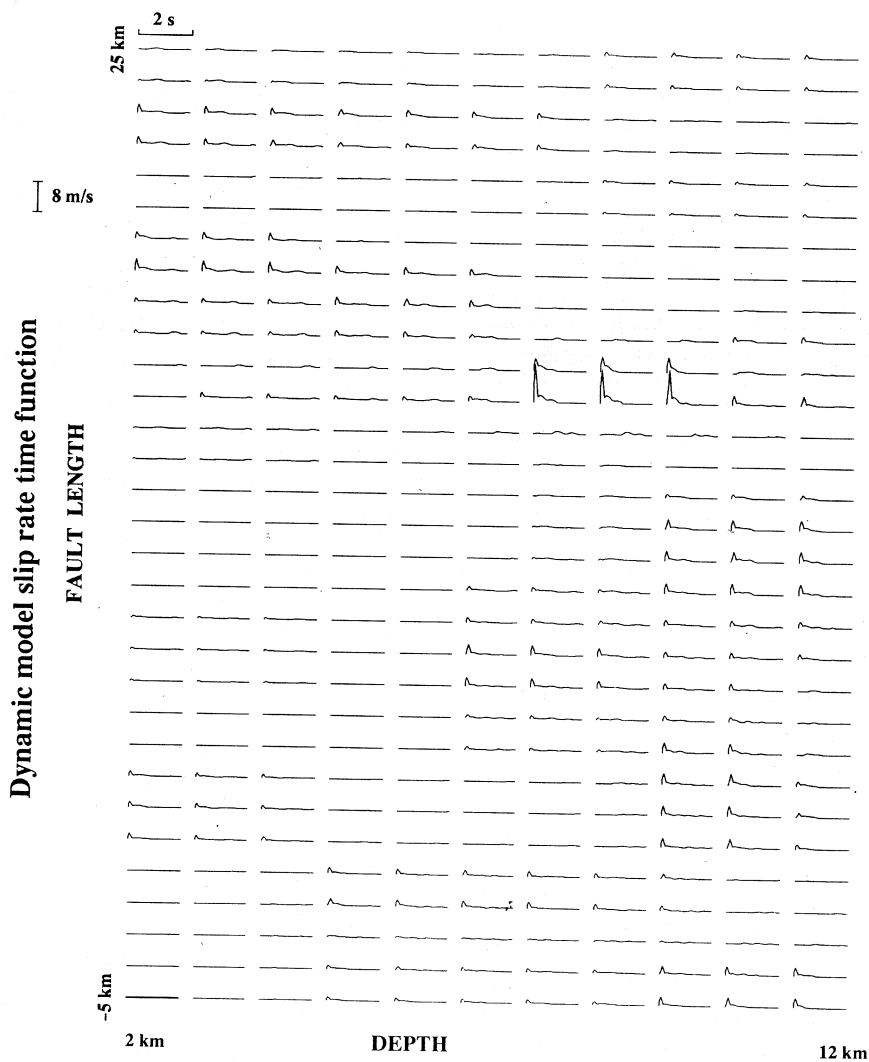 2 s
25 km
8 m/s
Dynamic model slip rate time function
FAULT LENGTH
−5 km
2 km
DEPTH
12 km